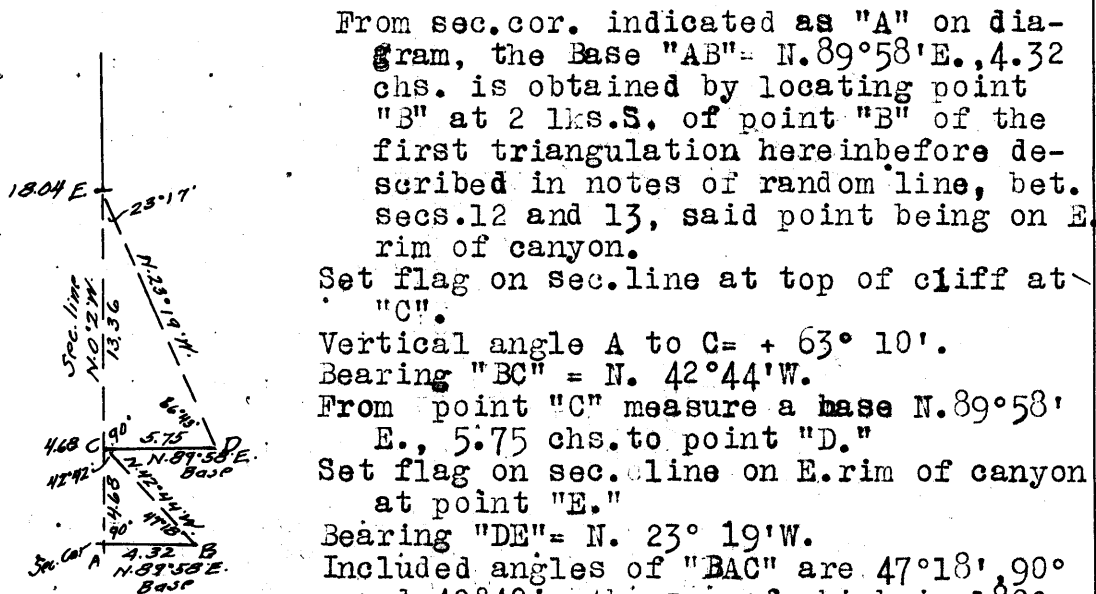 From sec.cor. indicated as "A" on dia-
gram, the Base "AB"= N.89°58'E.,4.32
chs. is obtained by locating point
"B" at 2 lks.S. of point "B" of the
first triangulation hereinbefore de-
scribed in notes of random line, bet.
secs.12 and 13, said point being on E.
rim of canyon.
Set flag on sec.line at top of cliff at
"C".
Vertical angle A to C= + 63° 10'.
Bearing "BC" = N. 42°44'W.
From point "C" measure a base N.89°58'
E., 5.75 chs.to point "D."
Set flag on sec. line on E.rim of canyon
at point "E."
Bearing "DE"= N. 23° 19'W.
Included angles of "BAC" are 47°18',90°
18.04 E
23°17'
N.23°19'W.
Sec. line
N.0°2'W.
13.36
86°43'
4.68 C 90° 5.75 D
N.89°58'E.
Base
42°42'
4.68
N.42°44'W.
47°18'
90°
Sec. Cor A 4.32 B
N.89°58'E.
Base